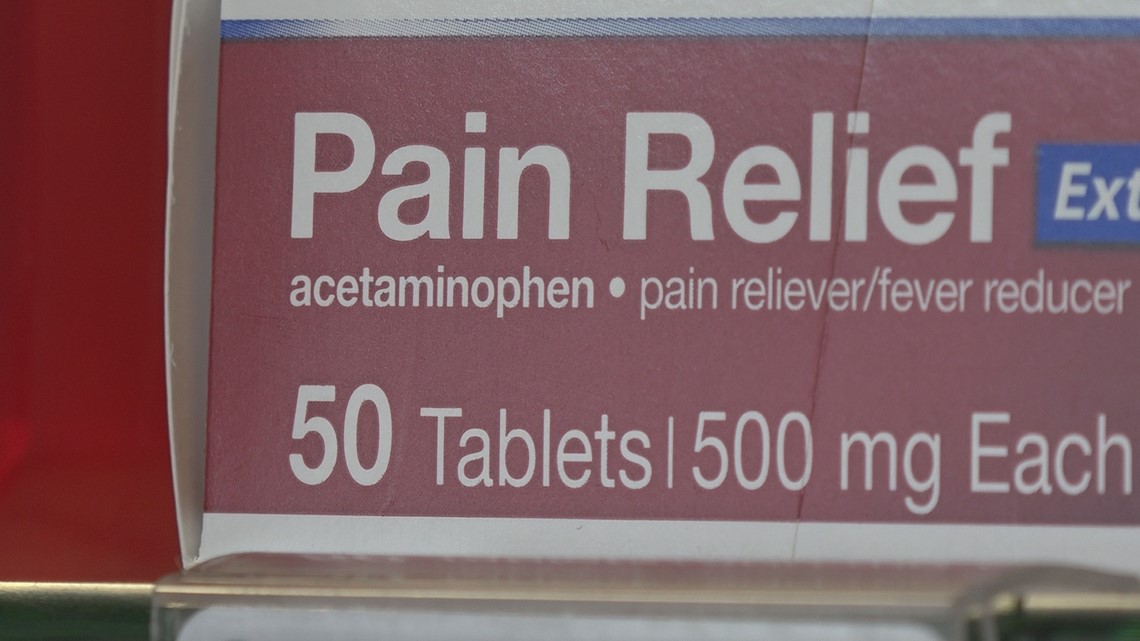 Pain Relief
Ext
acetaminophen • pain reliever/fever reducer
50 Tablets | 500 mg Each